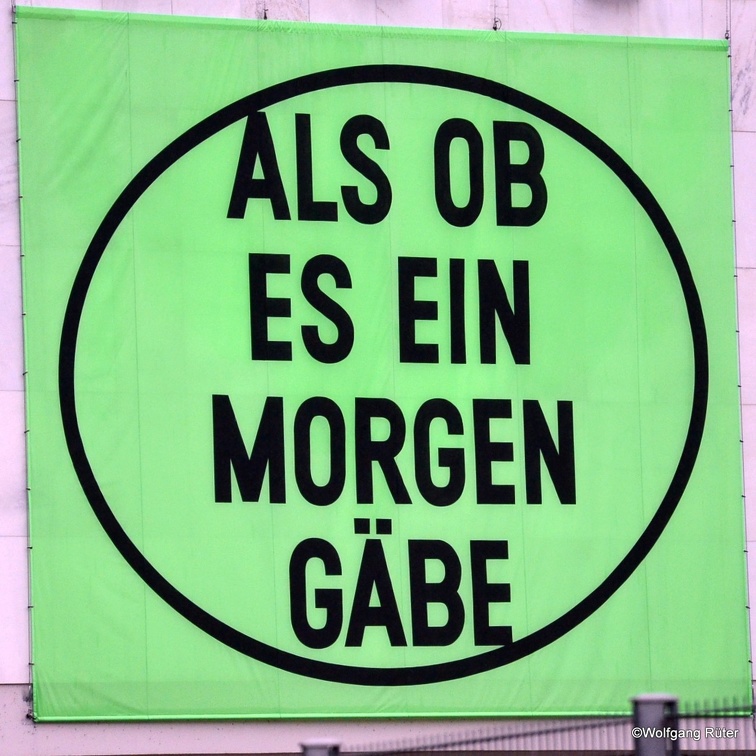 ALS OB
ES EIN
MORGEN
GÄBE
©Wolfgang Rüter